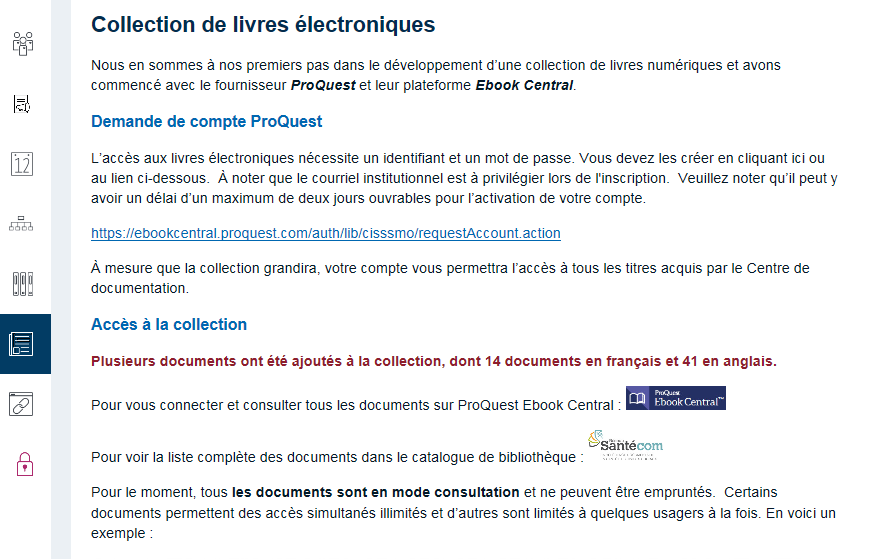 Collection de livres électroniques
Nous en sommes à nos premiers pas dans le développement d’une collection de livres numériques et avons
commencé avec le fournisseur ProQuest et leur plateforme Ebook Central.
Demande de compte ProQuest
L’accès aux livres électroniques nécessite un identifiant et un mot de passe. Vous devez les créer en cliquant ici ou
au lien ci-dessous.  À noter que le courriel institutionnel est à privilégier lors de l'inscription.  Veuillez noter qu’il peut y
avoir un délai d’un maximum de deux jours ouvrables pour l’activation de votre compte.
https://ebookcentral.proquest.com/auth/lib/cisssmo/requestAccount.action
À mesure que la collection grandira, votre compte vous permettra l’accès à tous les titres acquis par le Centre de
documentation.
Accès à la collection
Plusieurs documents ont été ajoutés à la collection, dont 14 documents en français et 41 en anglais.
Pour vous connecter et consulter tous les documents sur ProQuest Ebook Central : ProQuest Ebook Central™
Pour voir la liste complète des documents dans le catalogue de bibliothèque : Santécom
Pour le moment, tous les documents sont en mode consultation et ne peuvent être empruntés.  Certains
documents permettent des accès simultanés illimités et d’autres sont limités à quelques usagers à la fois. En voici un
exemple :
12